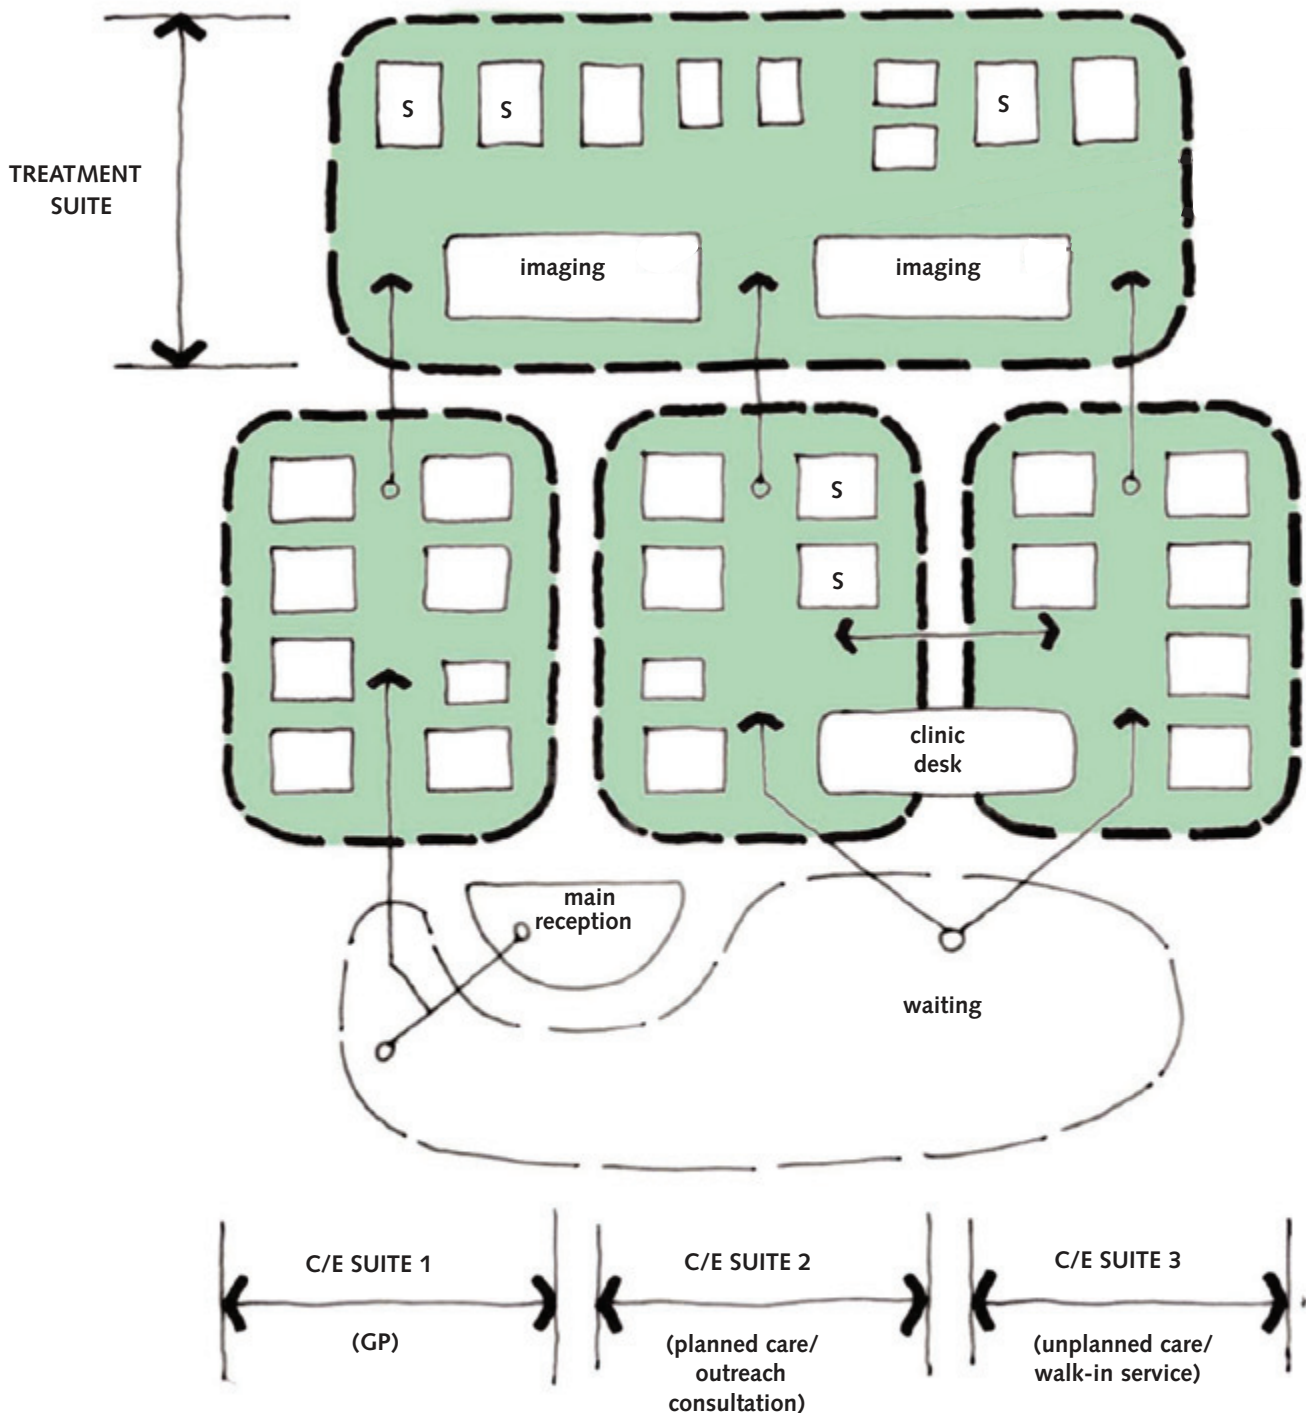 S
S
S
TREATMENT
SUITE
imaging
imaging
S
S
clinic
desk
main
reception
waiting
C/E SUITE 1
(GP)
C/E SUITE 2
(planned care/
outreach
consultation)
C/E SUITE 3
(unplanned care/
walk-in service)